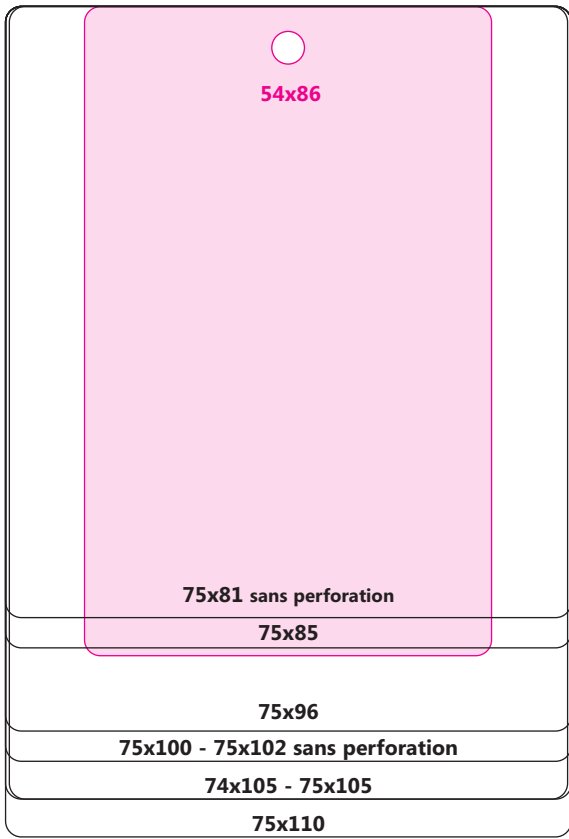 54x86
75x81 sans perforation
75x85
75x96
75x100 - 75x102 sans perforation
74x105 - 75x105
75x110